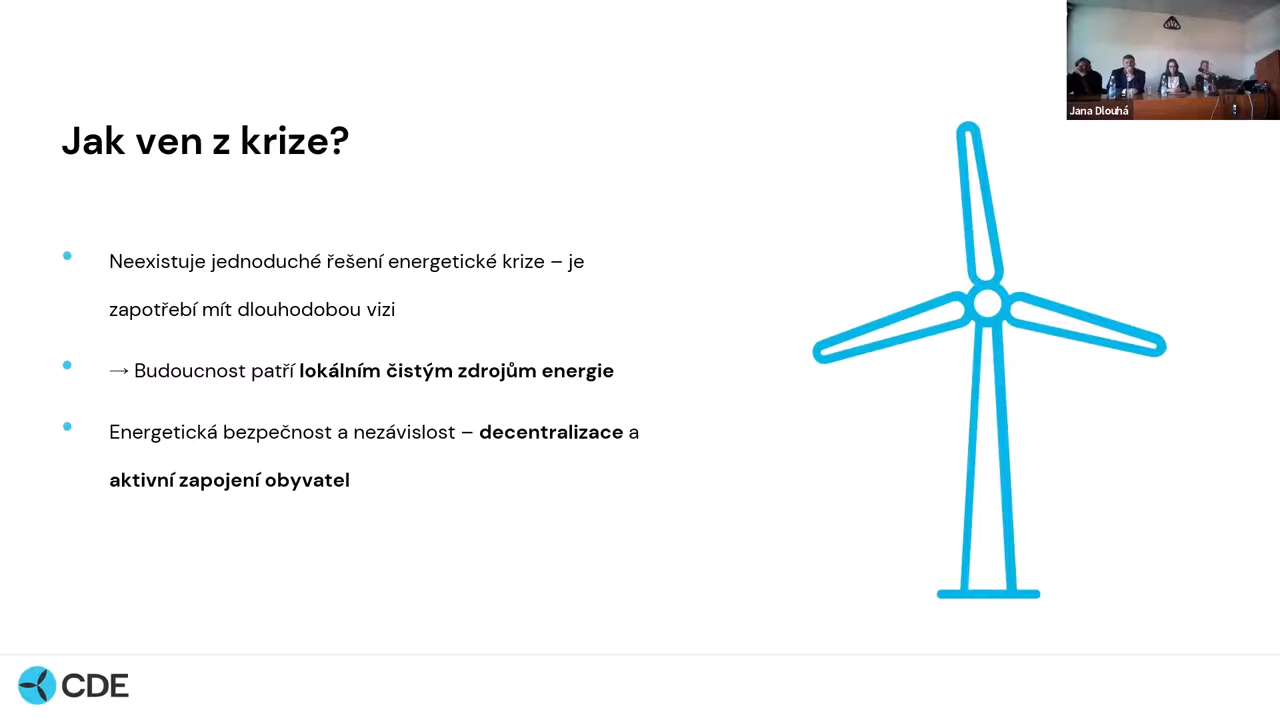 Jana Dlouhá
Jak ven z krize?
Neexistuje jednoduché řešení energetické krize – je
zapotřebí mít dlouhodobou vizi
→ Budoucnost patří lokálním čistým zdrojům energie
Energetická bezpečnost a nezávislost – decentralizace a
aktivní zapojení obyvatel
CDE